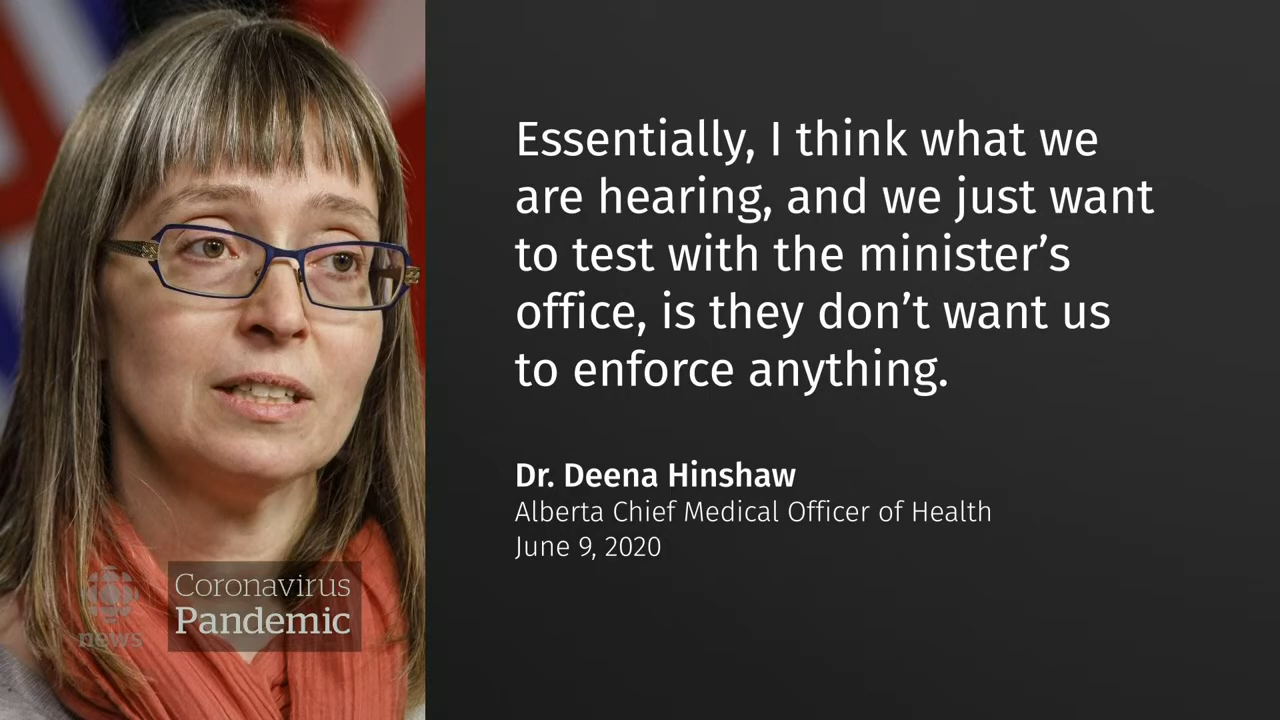 Essentially, I think what we
are hearing, and we just want
to test with the minister’s
office, is they don’t want us
to enforce anything.
Dr. Deena Hinshaw
Alberta Chief Medical Officer of Health
June 9, 2020
Coronavirus
Pandemic
news